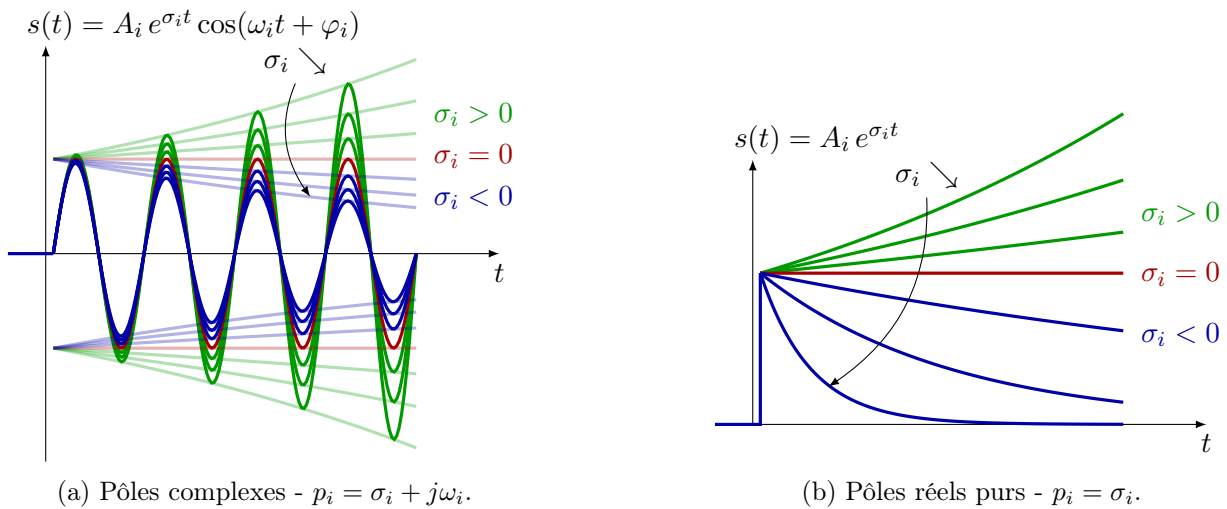 s(t) = A_i e^{σ_i t} cos(ω_i t + φ_i)
σ_i ↘
σ_i > 0
σ_i = 0
σ_i < 0
t
(a) Pôles complexes - p_i = σ_i + jω_i.
s(t) = A_i e^{σ_i t}
σ_i ↘
σ_i > 0
σ_i = 0
σ_i < 0
t
(b) Pôles réels purs - p_i = σ_i.